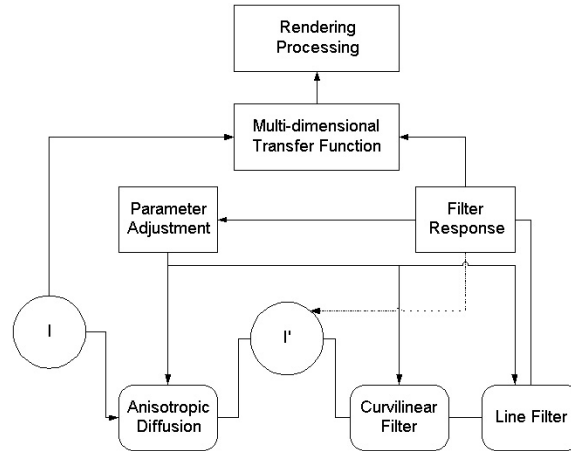 Rendering
Processing
Multi-dimensional
Transfer Function
Parameter
Adjustment
Filter
Response
I
I'
Anisotropic
Diffusion
Curvilinear
Filter
Line Filter